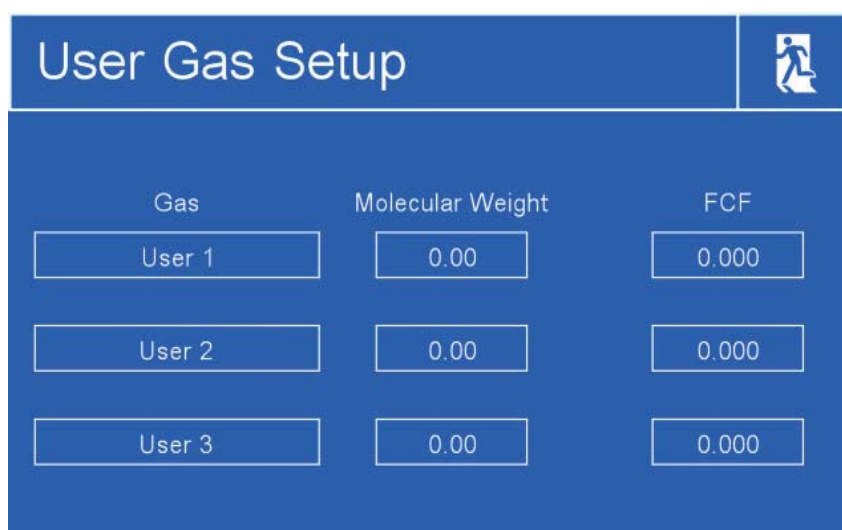 User Gas Setup
Gas Molecular Weight FCF
User 1 0.00 0.000
User 2 0.00 0.000
User 3 0.00 0.000